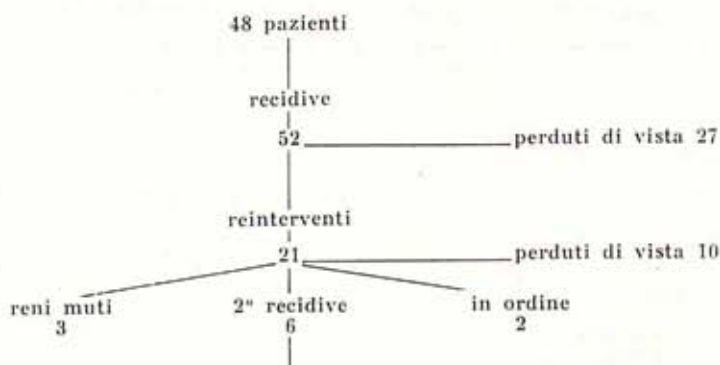 48 pazienti
recidive
52 perduti di vista 27
reinterventi
21 perduti di vista 10
reni muti 2" recidive in ordine
3 6 2